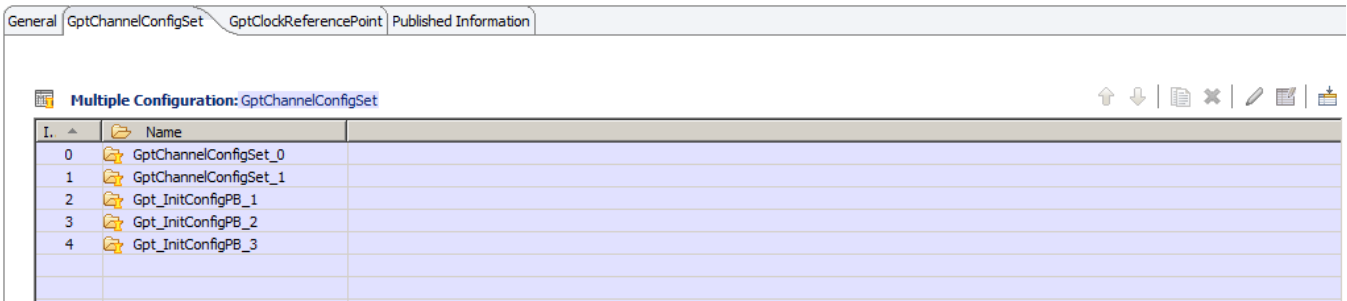 General GptChannelConfigSet GptClockReferencePoint Published Information
Multiple Configuration: GptChannelConfigSet
I.. Name
0 GptChannelConfigSet_0
1 GptChannelConfigSet_1
2 Gpt_InitConfigPB_1
3 Gpt_InitConfigPB_2
4 Gpt_InitConfigPB_3